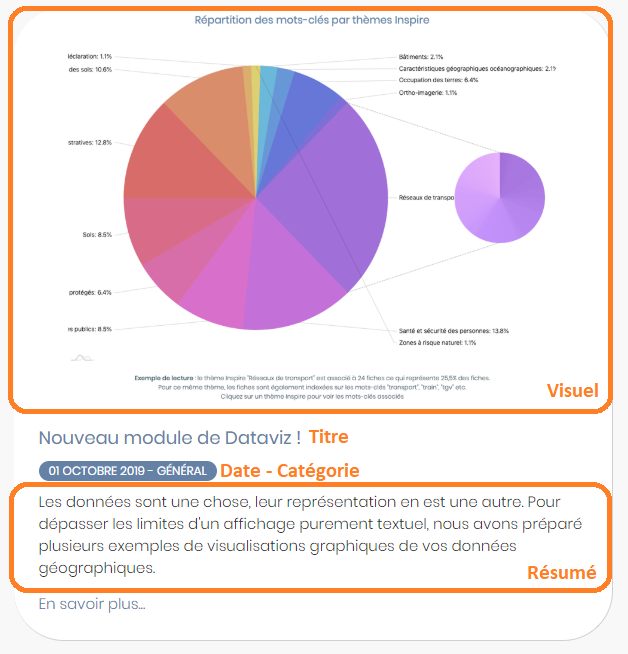 Répartition des mots-clés par thèmes Inspire
éclaration: 1.1%
des sols: 10.6%
stratives: 12.8%
Sols: 8.5%
protégés: 6.4%
rs publics: 8.5%
Bâtiments: 2.1%
Caractéristiques géographiques océanographiques: 2.1%
Occupation des terres: 6.4%
Ortho-imagerie: 1.1%
Réseaux de transpo
Santé et sécurité des personnes: 13.8%
Zones à risque naturel: 1.1%
Exemple de lecture : le thème Inspire "Réseaux de transport" est associé à 24 fiches ce qui représente 25,5% des fiches.
Pour ce même thème, les fiches sont également indexées sur les mots-clés "transport", "train", "tgv" etc.
Cliquez sur un thème Inspire pour voir les mots-clés associés
Visuel
Nouveau module de Dataviz ! Titre
01 OCTOBRE 2019 - GÉNÉRAL Date - Catégorie
Les données sont une chose, leur représentation en est une autre. Pour
dépasser les limites d'un affichage purement textuel, nous avons préparé
plusieurs exemples de visualisations graphiques de vos données
géographiques.
Résumé
En savoir plus...